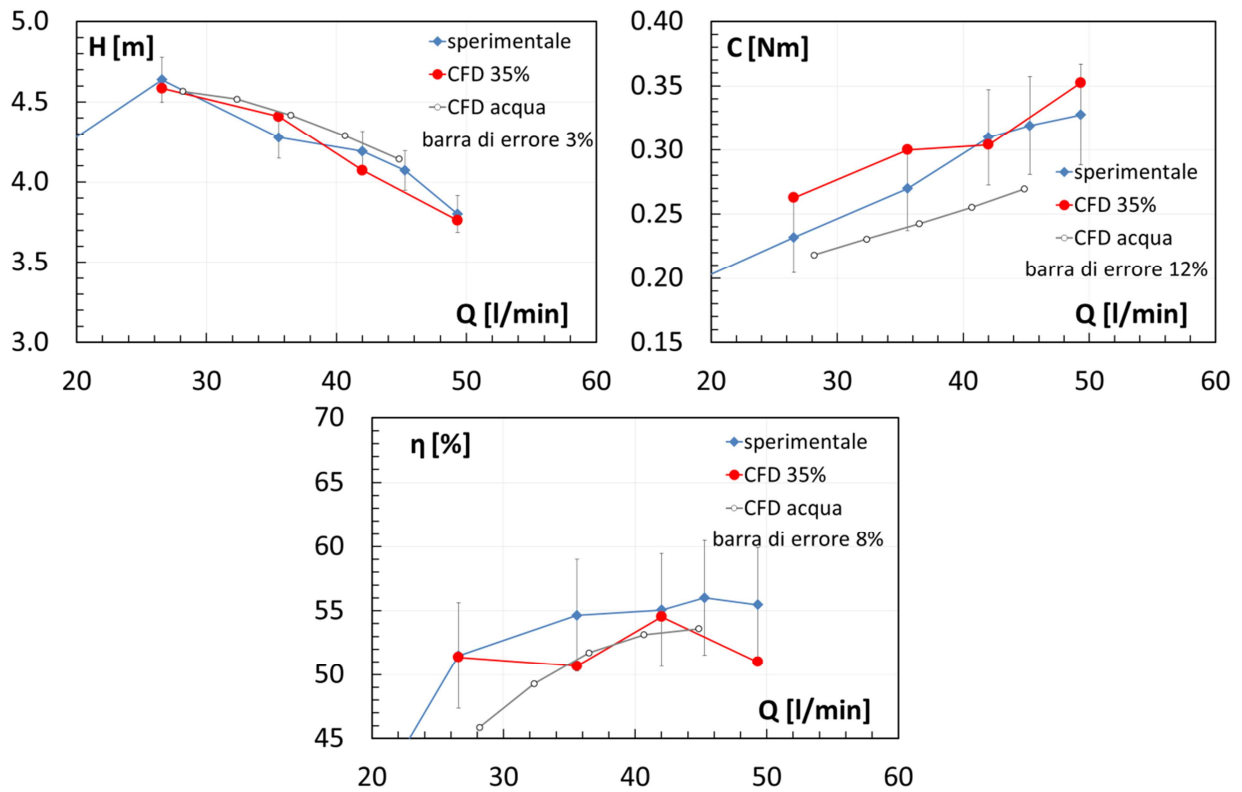 5.0
4.5
4.0
3.5
3.0
H [m]
sperimentale
CFD 35%
CFD acqua
barra di errore 3%
Q [l/min]
20 30 40 50 60
0.40
0.35
0.30
0.25
0.20
0.15
C [Nm]
sperimentale
CFD 35%
CFD acqua
barra di errore 12%
Q [l/min]
20 30 40 50 60
70
65
60
55
50
45
η [%]
sperimentale
CFD 35%
CFD acqua
barra di errore 8%
Q [l/min]
20 30 40 50 60